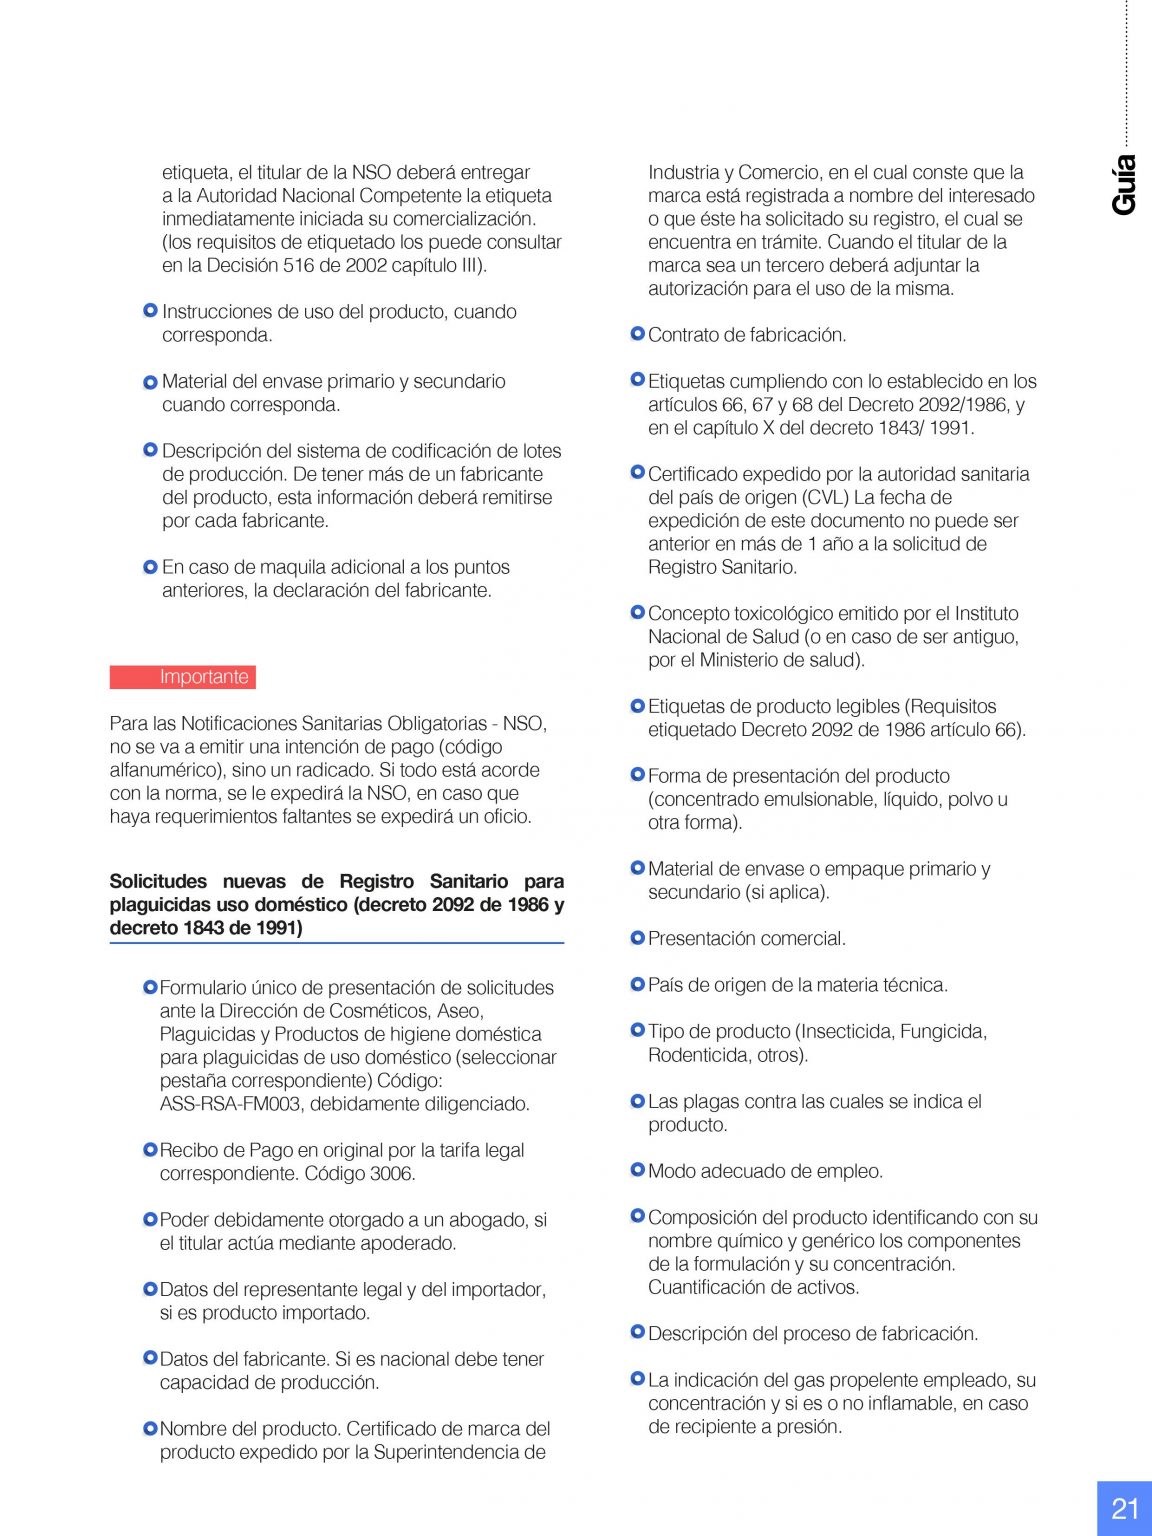 Guía
etiqueta, el titular de la NSO deberá entregar
a la Autoridad Nacional Competente la etiqueta
inmediatamente iniciada su comercialización.
(los requisitos de etiquetado los puede consultar
en la Decisión 516 de 2002 capítulo III).
Instrucciones de uso del producto, cuando
corresponda.
Material del envase primario y secundario
cuando corresponda.
Descripción del sistema de codificación de lotes
de producción. De tener más de un fabricante
del producto, esta información deberá remitirse
por cada fabricante.
En caso de maquila adicional a los puntos
anteriores, la declaración del fabricante.
Importante
Para las Notificaciones Sanitarias Obligatorias - NSO,
no se va a emitir una intención de pago (código
alfanumérico), sino un radicado. Si todo está acorde
con la norma, se le expedirá la NSO, en caso que
haya requerimientos faltantes se expedirá un oficio.
Solicitudes nuevas de Registro Sanitario para
plaguicidas uso doméstico (decreto 2092 de 1986 y
decreto 1843 de 1991)
Formulario único de presentación de solicitudes
ante la Dirección de Cosméticos, Aseo,
Plaguicidas y Productos de higiene doméstica
para plaguicidas de uso doméstico (seleccionar
pestaña correspondiente) Código:
ASS-RSA-FM003, debidamente diligenciado.
Recibo de Pago en original por la tarifa legal
correspondiente. Código 3006.
Poder debidamente otorgado a un abogado, si
el titular actúa mediante apoderado.
Datos del representante legal y del importador,
si es producto importado.
Datos del fabricante. Si es nacional debe tener
capacidad de producción.
Nombre del producto. Certificado de marca del
producto expedido por la Superintendencia de
Industria y Comercio, en el cual conste que la
marca está registrada a nombre del interesado
o que éste ha solicitado su registro, el cual se
encuentra en trámite. Cuando el titular de la
marca sea un tercero deberá adjuntar la
autorización para el uso de la misma.
Contrato de fabricación.
Etiquetas cumpliendo con lo establecido en los
artículos 66, 67 y 68 del Decreto 2092/1986, y
en el capítulo X del decreto 1843/ 1991.
Certificado expedido por la autoridad sanitaria
del país de origen (CVL) La fecha de
expedición de este documento no puede ser
anterior en más de 1 año a la solicitud de
Registro Sanitario.
Concepto toxicológico emitido por el Instituto
Nacional de Salud (o en caso de ser antiguo,
por el Ministerio de salud).
Etiquetas de producto legibles (Requisitos
etiquetado Decreto 2092 de 1986 artículo 66).
Forma de presentación del producto
(concentrado emulsionable, líquido, polvo u
otra forma).
Material de envase o empaque primario y
secundario (si aplica).
Presentación comercial.
País de origen de la materia técnica.
Tipo de producto (Insecticida, Fungicida,
Rodenticida, otros).
Las plagas contra las cuales se indica el
producto.
Modo adecuado de empleo.
Composición del producto identificando con su
nombre químico y genérico los componentes
de la formulación y su concentración.
Cuantificación de activos.
Descripción del proceso de fabricación.
La indicación del gas propelente empleado, su
concentración y si es o no inflamable, en caso
de recipiente a presión.
21